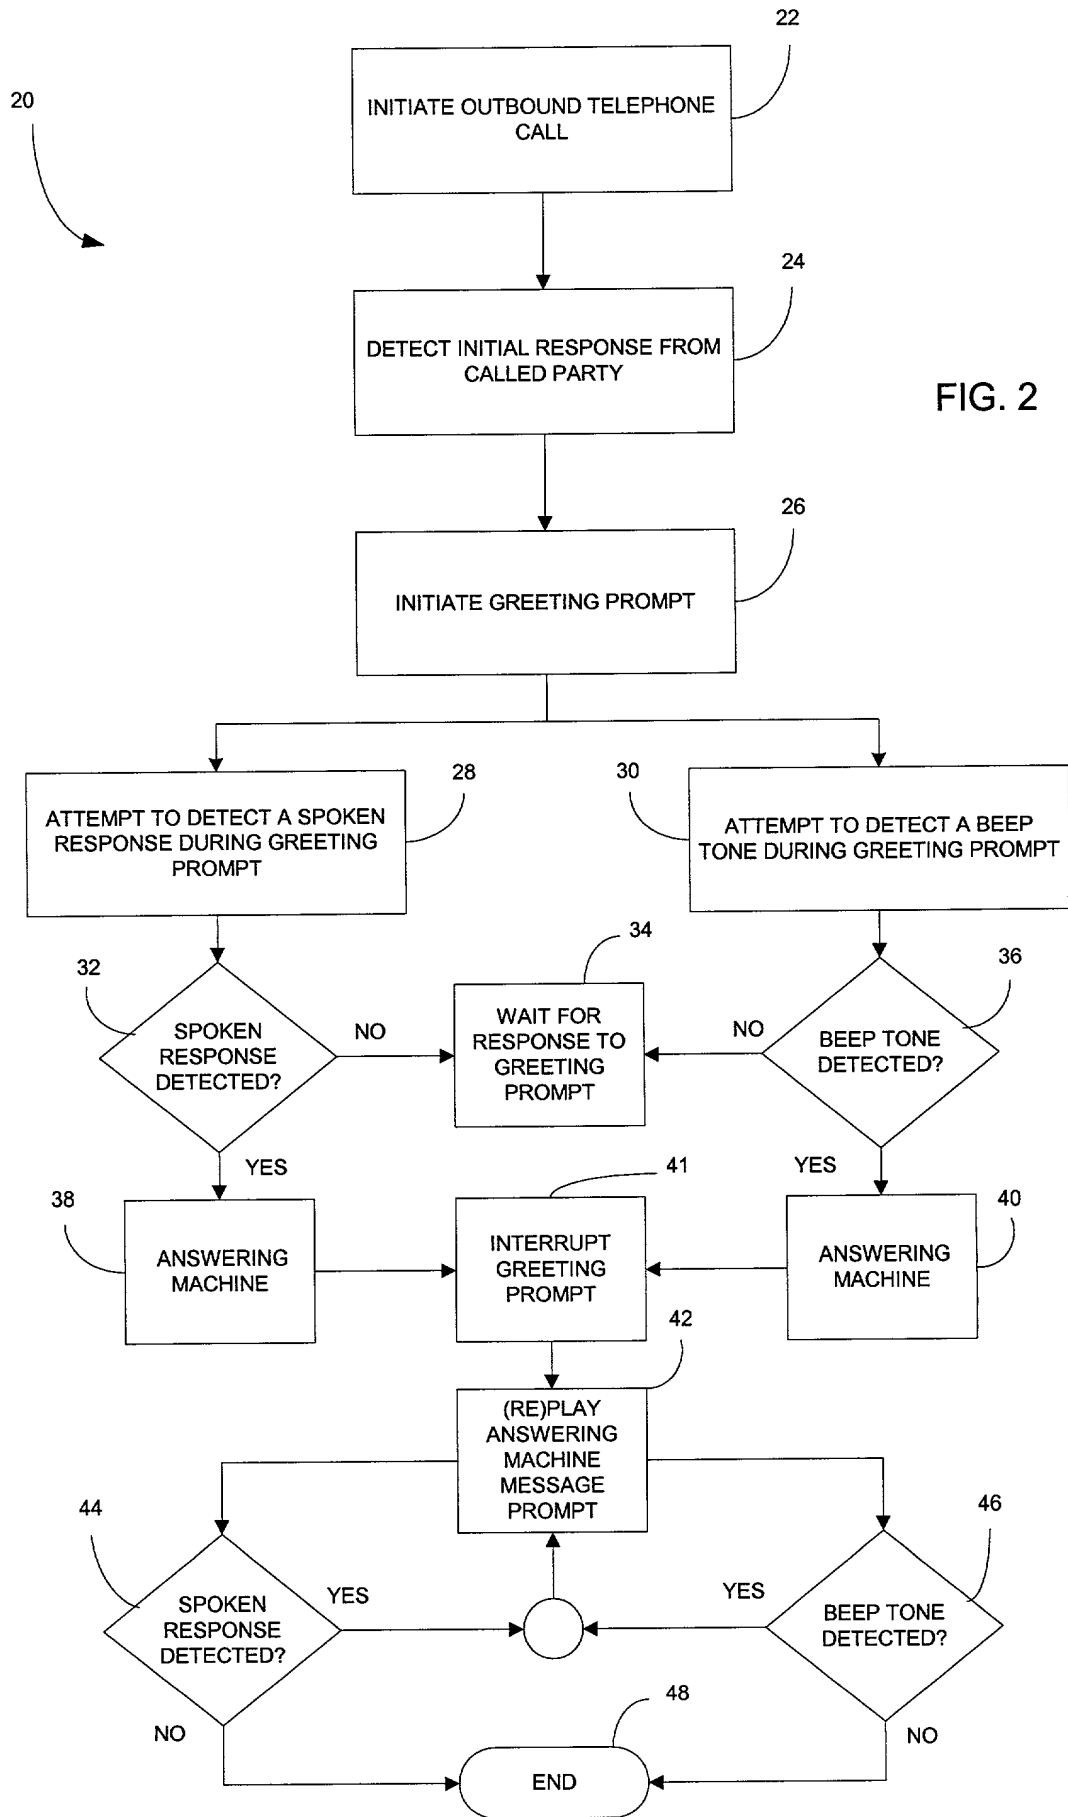 22
20
INITIATE OUTBOUND TELEPHONE
CALL
24
DETECT INITIAL RESPONSE FROM
CALLED PARTY
FIG. 2
26
INITIATE GREETING PROMPT
28
30
ATTEMPT TO DETECT A SPOKEN
RESPONSE DURING GREETING
PROMPT
ATTEMPT TO DETECT A BEEP
TONE DURING GREETING PROMPT
34
32
36
SPOKEN
RESPONSE
DETECTED?
NO
WAIT FOR
RESPONSE TO
GREETING
PROMPT
NO
BEEP TONE
DETECTED?
YES
YES
41
38
40
ANSWERING
MACHINE
INTERRUPT
GREETING
PROMPT
ANSWERING
MACHINE
42
(RE)PLAY
ANSWERING
MACHINE
MESSAGE
PROMPT
44
46
SPOKEN
RESPONSE
DETECTED?
YES
YES
BEEP TONE
DETECTED?
NO
48
NO
END